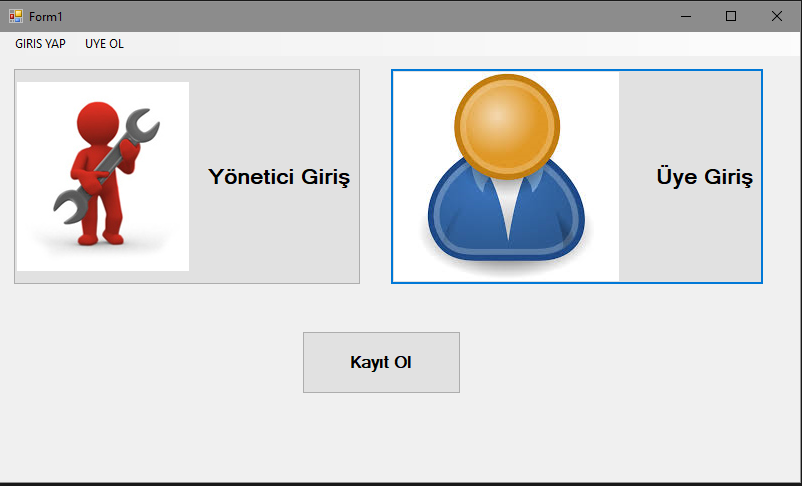 Form1
GIRIS YAP UYE OL
Yönetici Giriş
Üye Giriş
Kayıt Ol